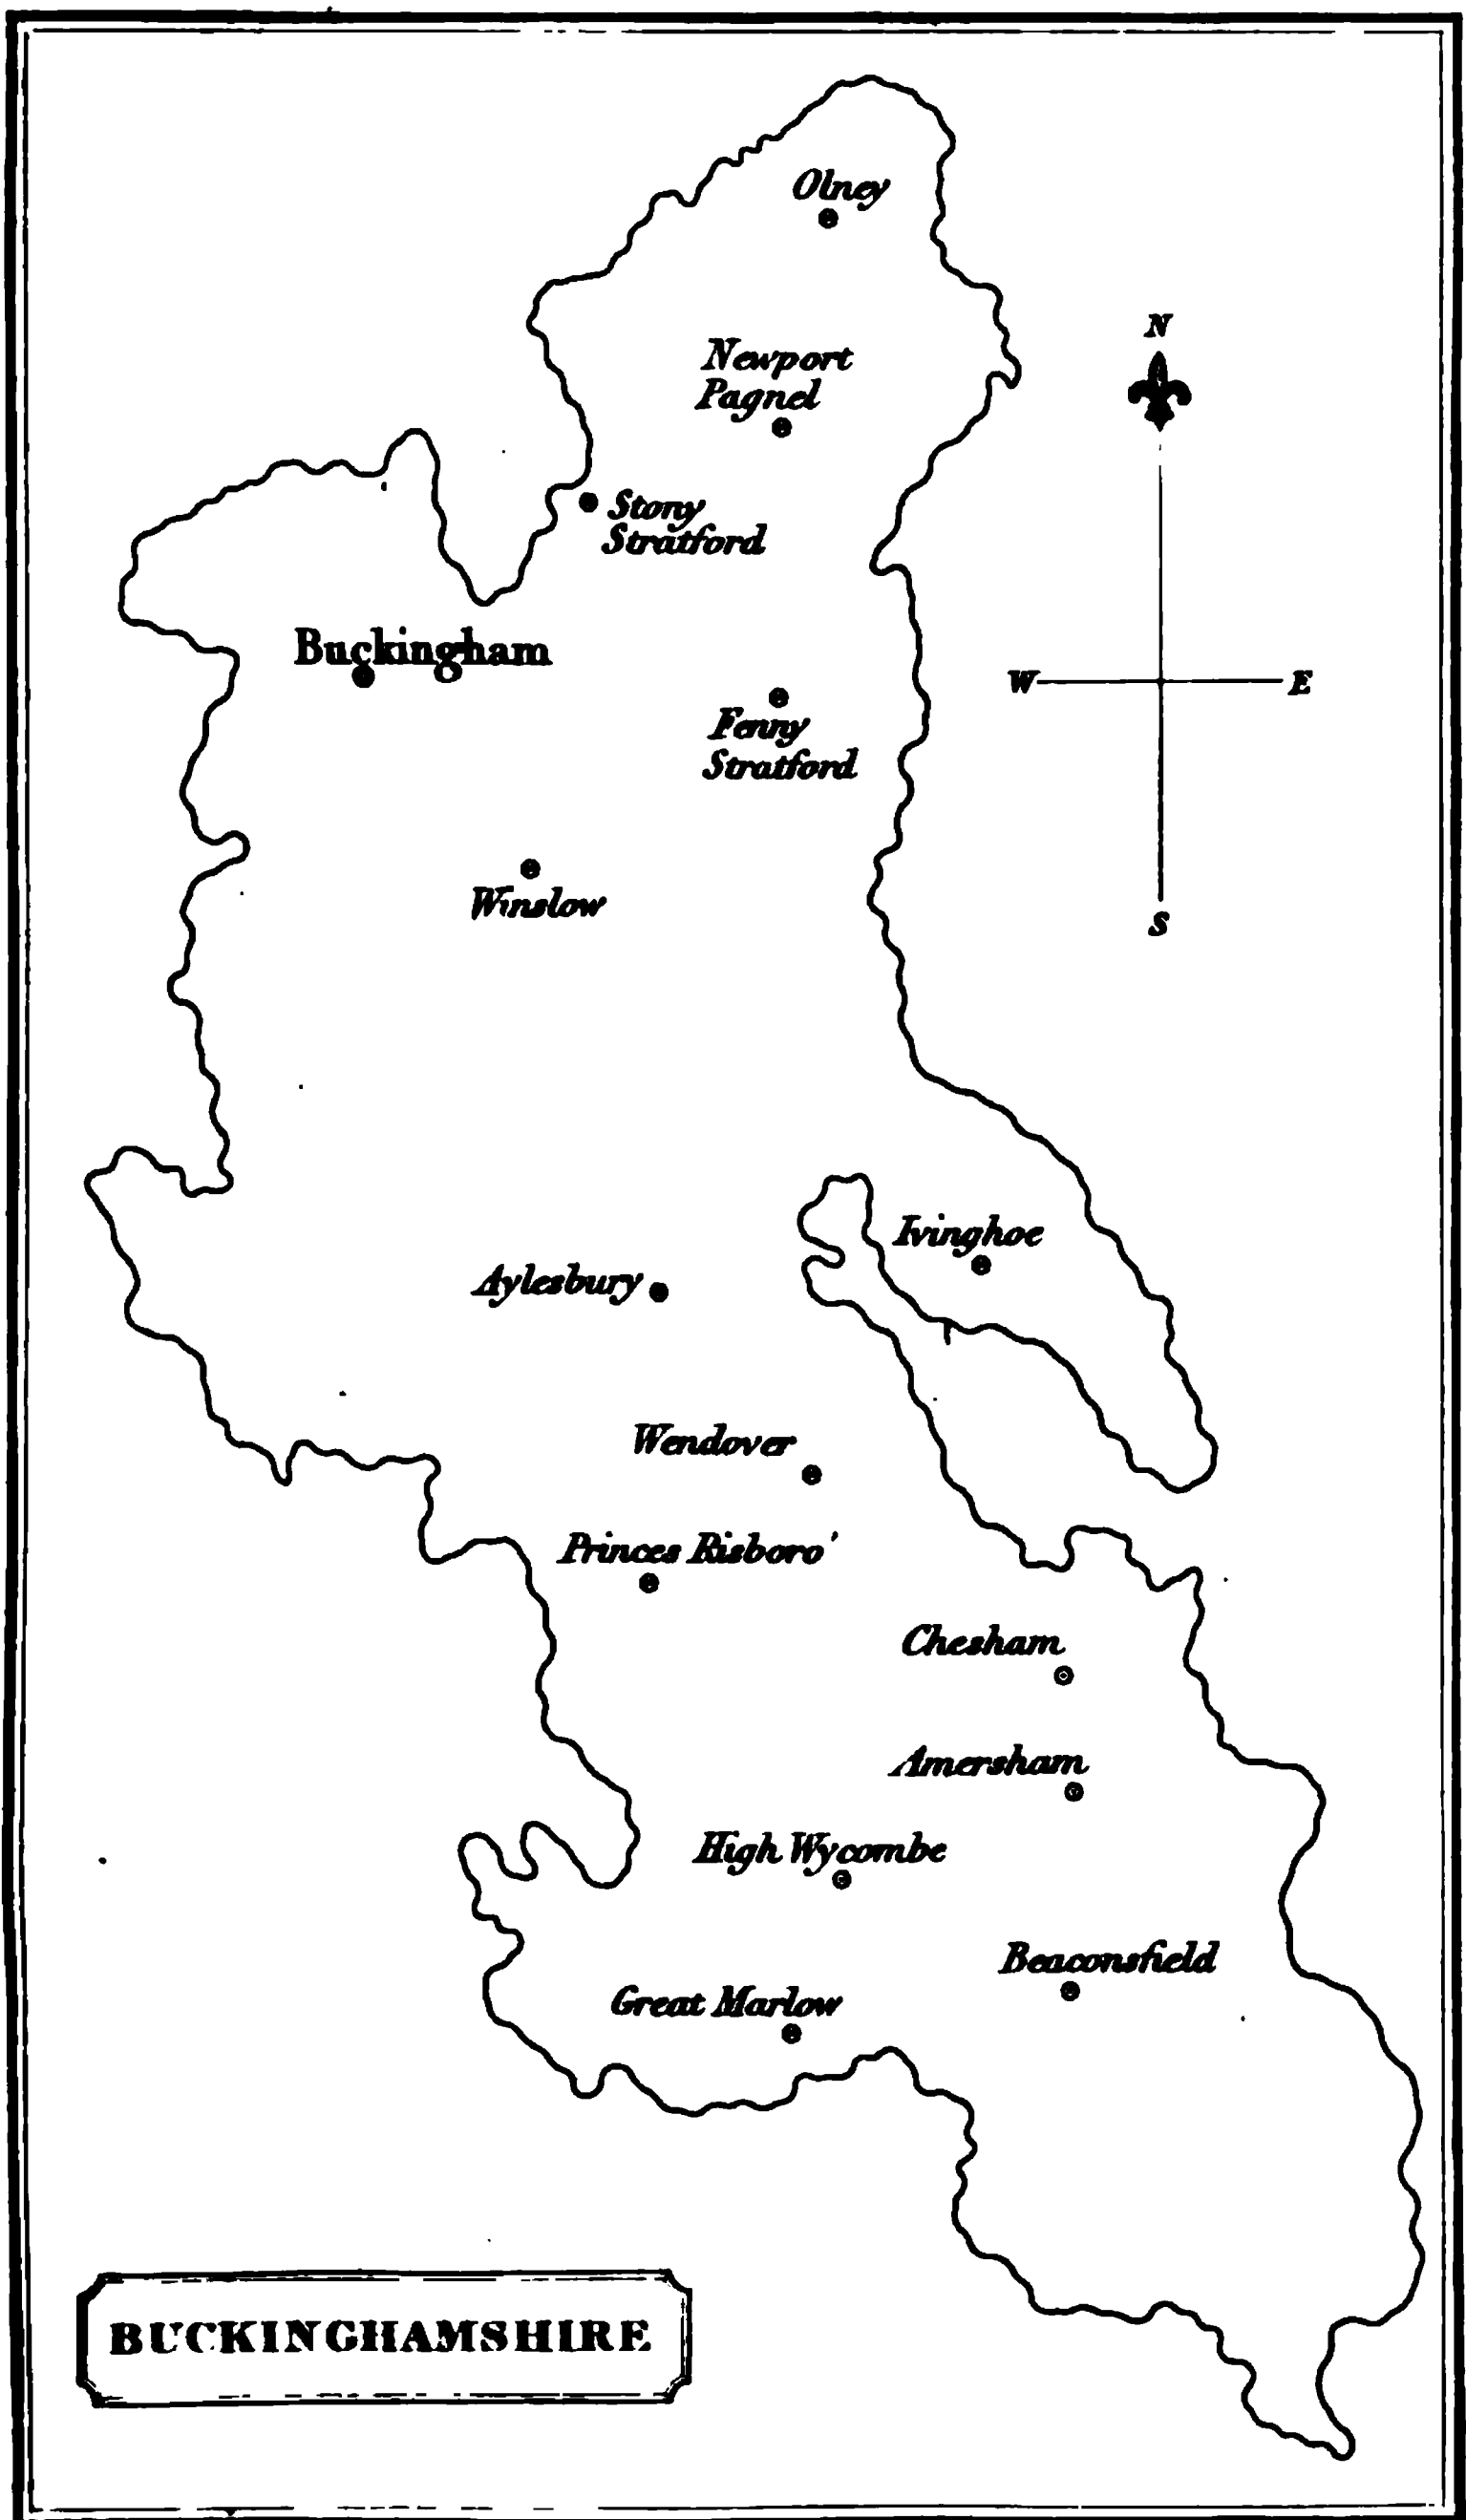 Olney
N
Newport
Pagnel
Stony
Stratford
Buckingham
W
E
Fenny
Stratford
Winslow
S
Ivinghoe
Aylesbury
Wendover
Princes Risboro'
Chesham
Amersham
High Wycombe
Beaconsfield
Great Marlow
BUCKINGHAMSHIRE